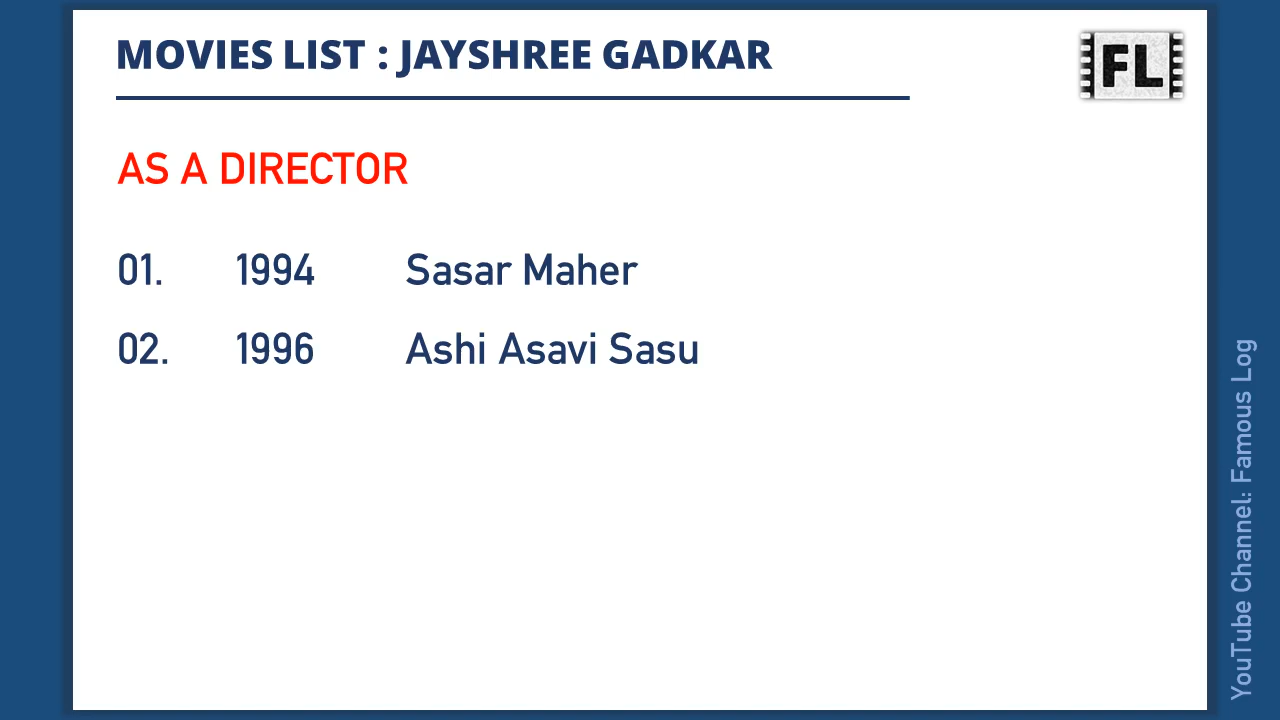 MOVIES LIST : JAYSHREE GADKAR
FL
AS A DIRECTOR
01. 1994 Sasar Maher
02. 1996 Ashi Asavi Sasu
YouTube Channel: Famous Log